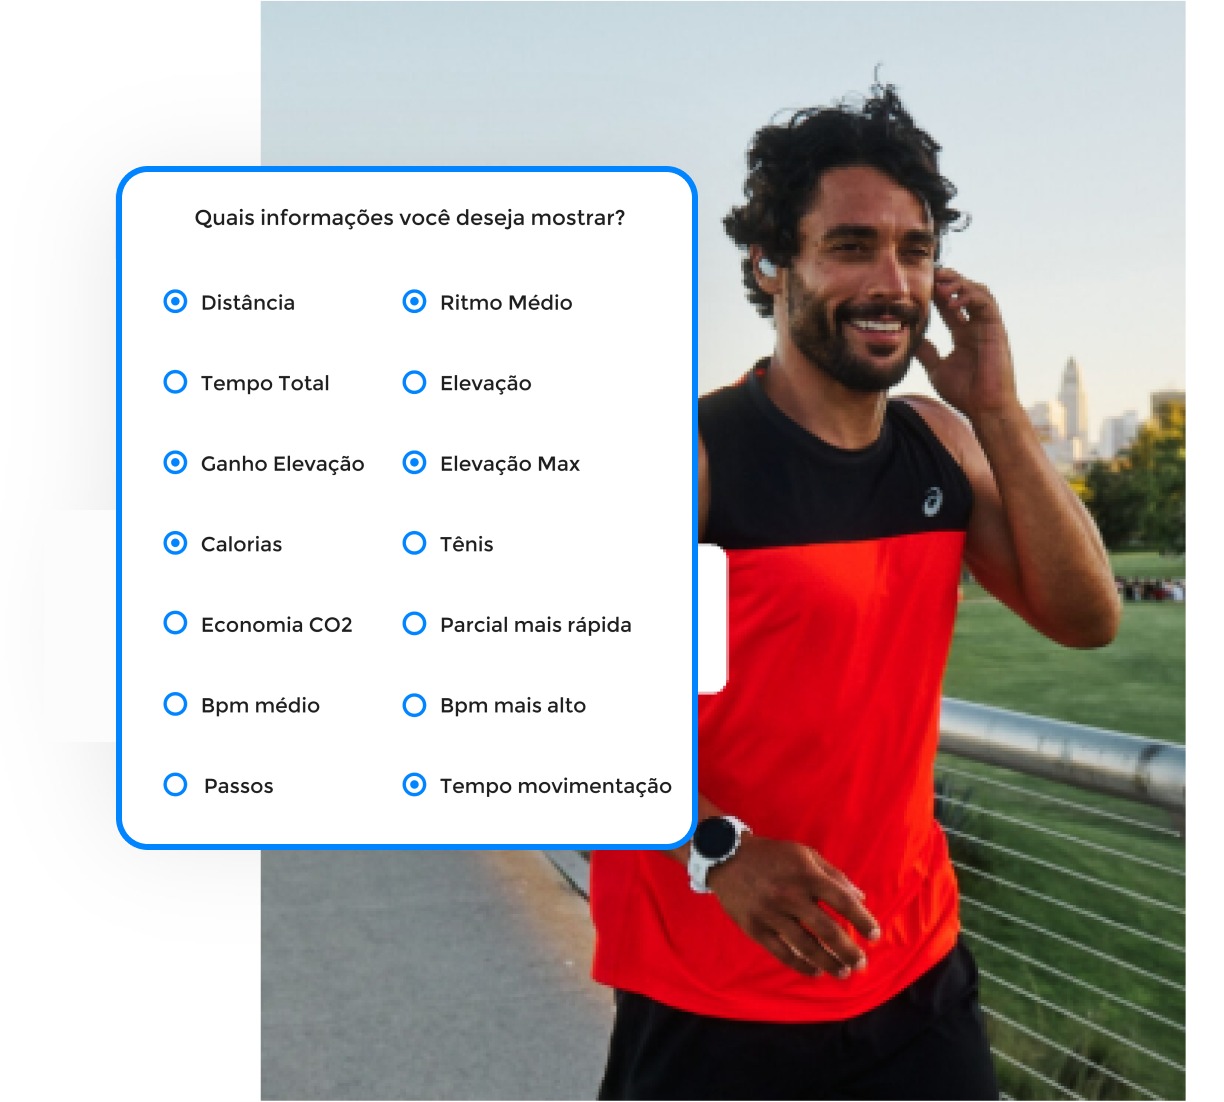 Quais informações você deseja mostrar?
Distância
Ritmo Médio
Tempo Total
Elevação
Ganho Elevação
Elevação Max
Calorias
Tênis
Economia CO2
Parcial mais rápida
Bpm médio
Bpm mais alto
Passos
Tempo movimentação